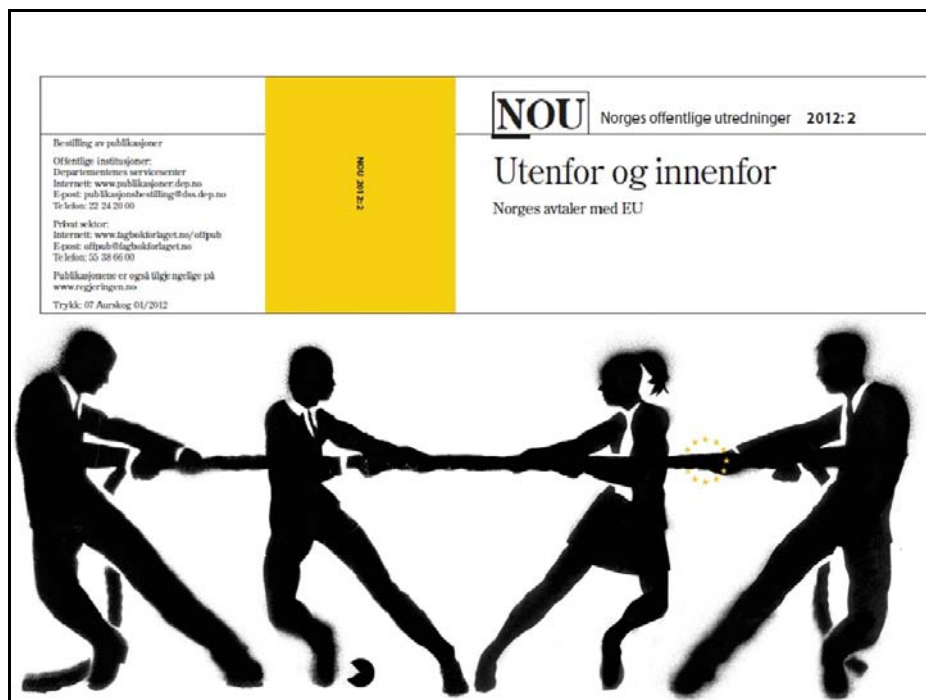 Bestilling av publikasjoner
Offentlige institusjoner:
Departementenes servicesenter
Internett: www.publikasjoner.dep.no
E-post: publikasjonsbestilling@dss.dep.no
Telefon: 22 24 20 00
Privat sektor:
Internett: www.fagbokforlaget.no/offpub
E-post: offpub@fagbokforlaget.no
Telefon: 55 38 66 00
Publikasjonene er også tilgjengelige på
www.regjeringen.no
Trykk: 07 Aurskog 01/2012
NOU 2012: 2
NOU Norges offentlige utredninger 2012: 2
Utenfor og innenfor
Norges avtaler med EU